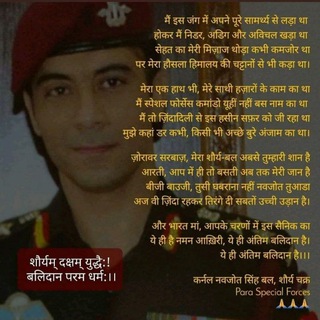 मैं इस जंग में अपने पूरे सामर्थ्य से लड़ा था
होकर मैं निडर, अडिग और अविचल खड़ा था
सेहत का मेरी मिज़ाज थोड़ा कभी कमजोर था
पर मेरा हौसला हिमालय की चट्टानों से भी कड़ा था।
मेरा एक हाथ भी, मेरे साथी हज़ारों के काम का था
मैं स्पेशल फोर्सेस कमांडो यूहीं नहीं बस नाम का था
मैं तो ज़िंदादिली से इस हसीन सफ़र को जी रहा था
मुझे कहां डर कभी, किसी भी अच्छे बुरे अंजाम का था।
ज़ोरावर सरबाज़, मेरा शौर्य-बल अबसे तुम्हारी शान है
आरती, आप में ही तो बसती अब तक मेरी जान है
बीजी बाउजी, तुसी घबराना नहीं नवजोत तुआडा
अज वी ज़िंदा रहकर तिरंगे दी सबतों उच्ची उड़ान है।
और भारत मां, आपके चरणों में इस सैनिक का
ये ही है नमन आख़िरी, ये ही अंतिम बलिदान है।
ये ही अंतिम बलिदान है।।।
शौर्यम् दक्षम् युद्धै:!
बलिदान परम धर्म:।।
कर्नल नवजोत सिंह बल, शौर्य चक्र
Para Special Forces
🙏🙏🙏